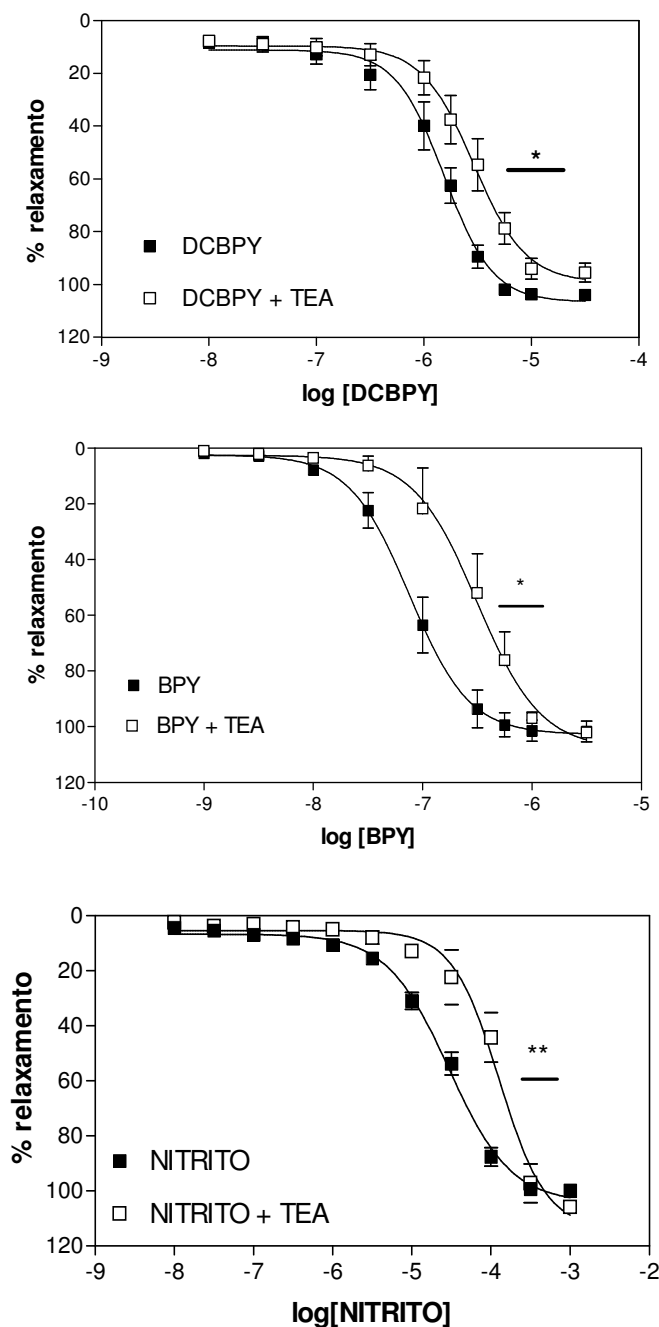 0
20
40
60
80
100
120
% relaxamento
*
DCBPY
DCBPY + TEA
-9 -8 -7 -6 -5 -4
log [DCBPY]
0
20
40
60
80
100
120
% relaxamento
*
BPY
BPY + TEA
-10 -9 -8 -7 -6 -5
log [BPY]
0
20
40
60
80
100
120
% relaxamento
**
NITRITO
NITRITO + TEA
-9 -8 -7 -6 -5 -4 -3 -2
log[NITRITO]